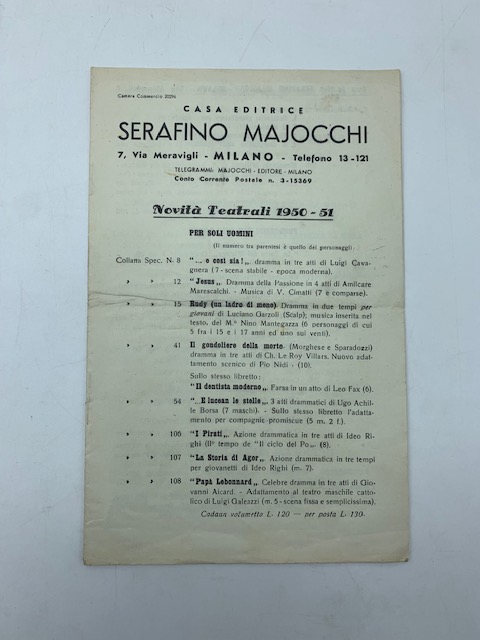 Camera Commercio 20296
CASA EDITRICE
SERAFINO MAJOCCHI
7, Via Meravigli - MILANO - Telefono 13-121
TELEGRAMMI: MAJOCCHI - EDITORE - MILANO
Conto Corrente Postale n. 3-15369
Novità Teatrali 1950-51
PER SOLI UOMINI
(Il numero tra parentesi è quello dei personaggi).
Collana Spec. N. 8 "... e così sia!„ dramma in tre atti di Luigi Cava-
gnera (7 - scena stabile - epoca moderna).
» » 12 "Jesus„. Dramma della Passione in 4 atti di Amilcare
Marescalchi. - Musica di V. Cimatti (7 e comparse).
» » 15 Rudy (un ladro di meno). Dramma in due tempi per
giovani di Luciano Garzoli (Scalp); musica inserita nel
testo, del M.º Nino Mantegazza (6 personaggi di cui
5 fra i 15 e i 17 anni ed uno sui venti).
» » 41 Il gondoliere della morte. (Morghese e Sparadozzi)
dramma in tre atti di Ch. Le Roy Villars. Nuovo adat-
tamento scenico di Pio Nidi - (10).
Sullo stesso libretto:
"Il dentista moderno„. Farsa in un atto di Leo Fax (6).
» » 54 "...E lucean le stelle„. 3 atti drammatici di Ugo Achil-
le Borsa (7 maschi). - Sullo stesso libretto l'adatta-
mento per compagnie promiscue (5 m. 2 f.).
» » 106 "I Pirati„. Azione drammatica in tre atti di Ideo Ri-
ghi (IIº tempo de "Il ciclo del Po„. (8).
» » 107 "La Storia di Agor„. Azione drammatica in tre tempi
per giovanetti di Ideo Righi (m. 7).
» » 108 "Papà Lebonnard„. Celebre dramma in tre atti di Gio-
vanni Aicard. - Adattamento al teatro maschile catto-
lico di Luigi Galeazzi (m. 5 - scena fissa e semplicissima).
Cadaun volumetto L. 120 — per posta L. 130.